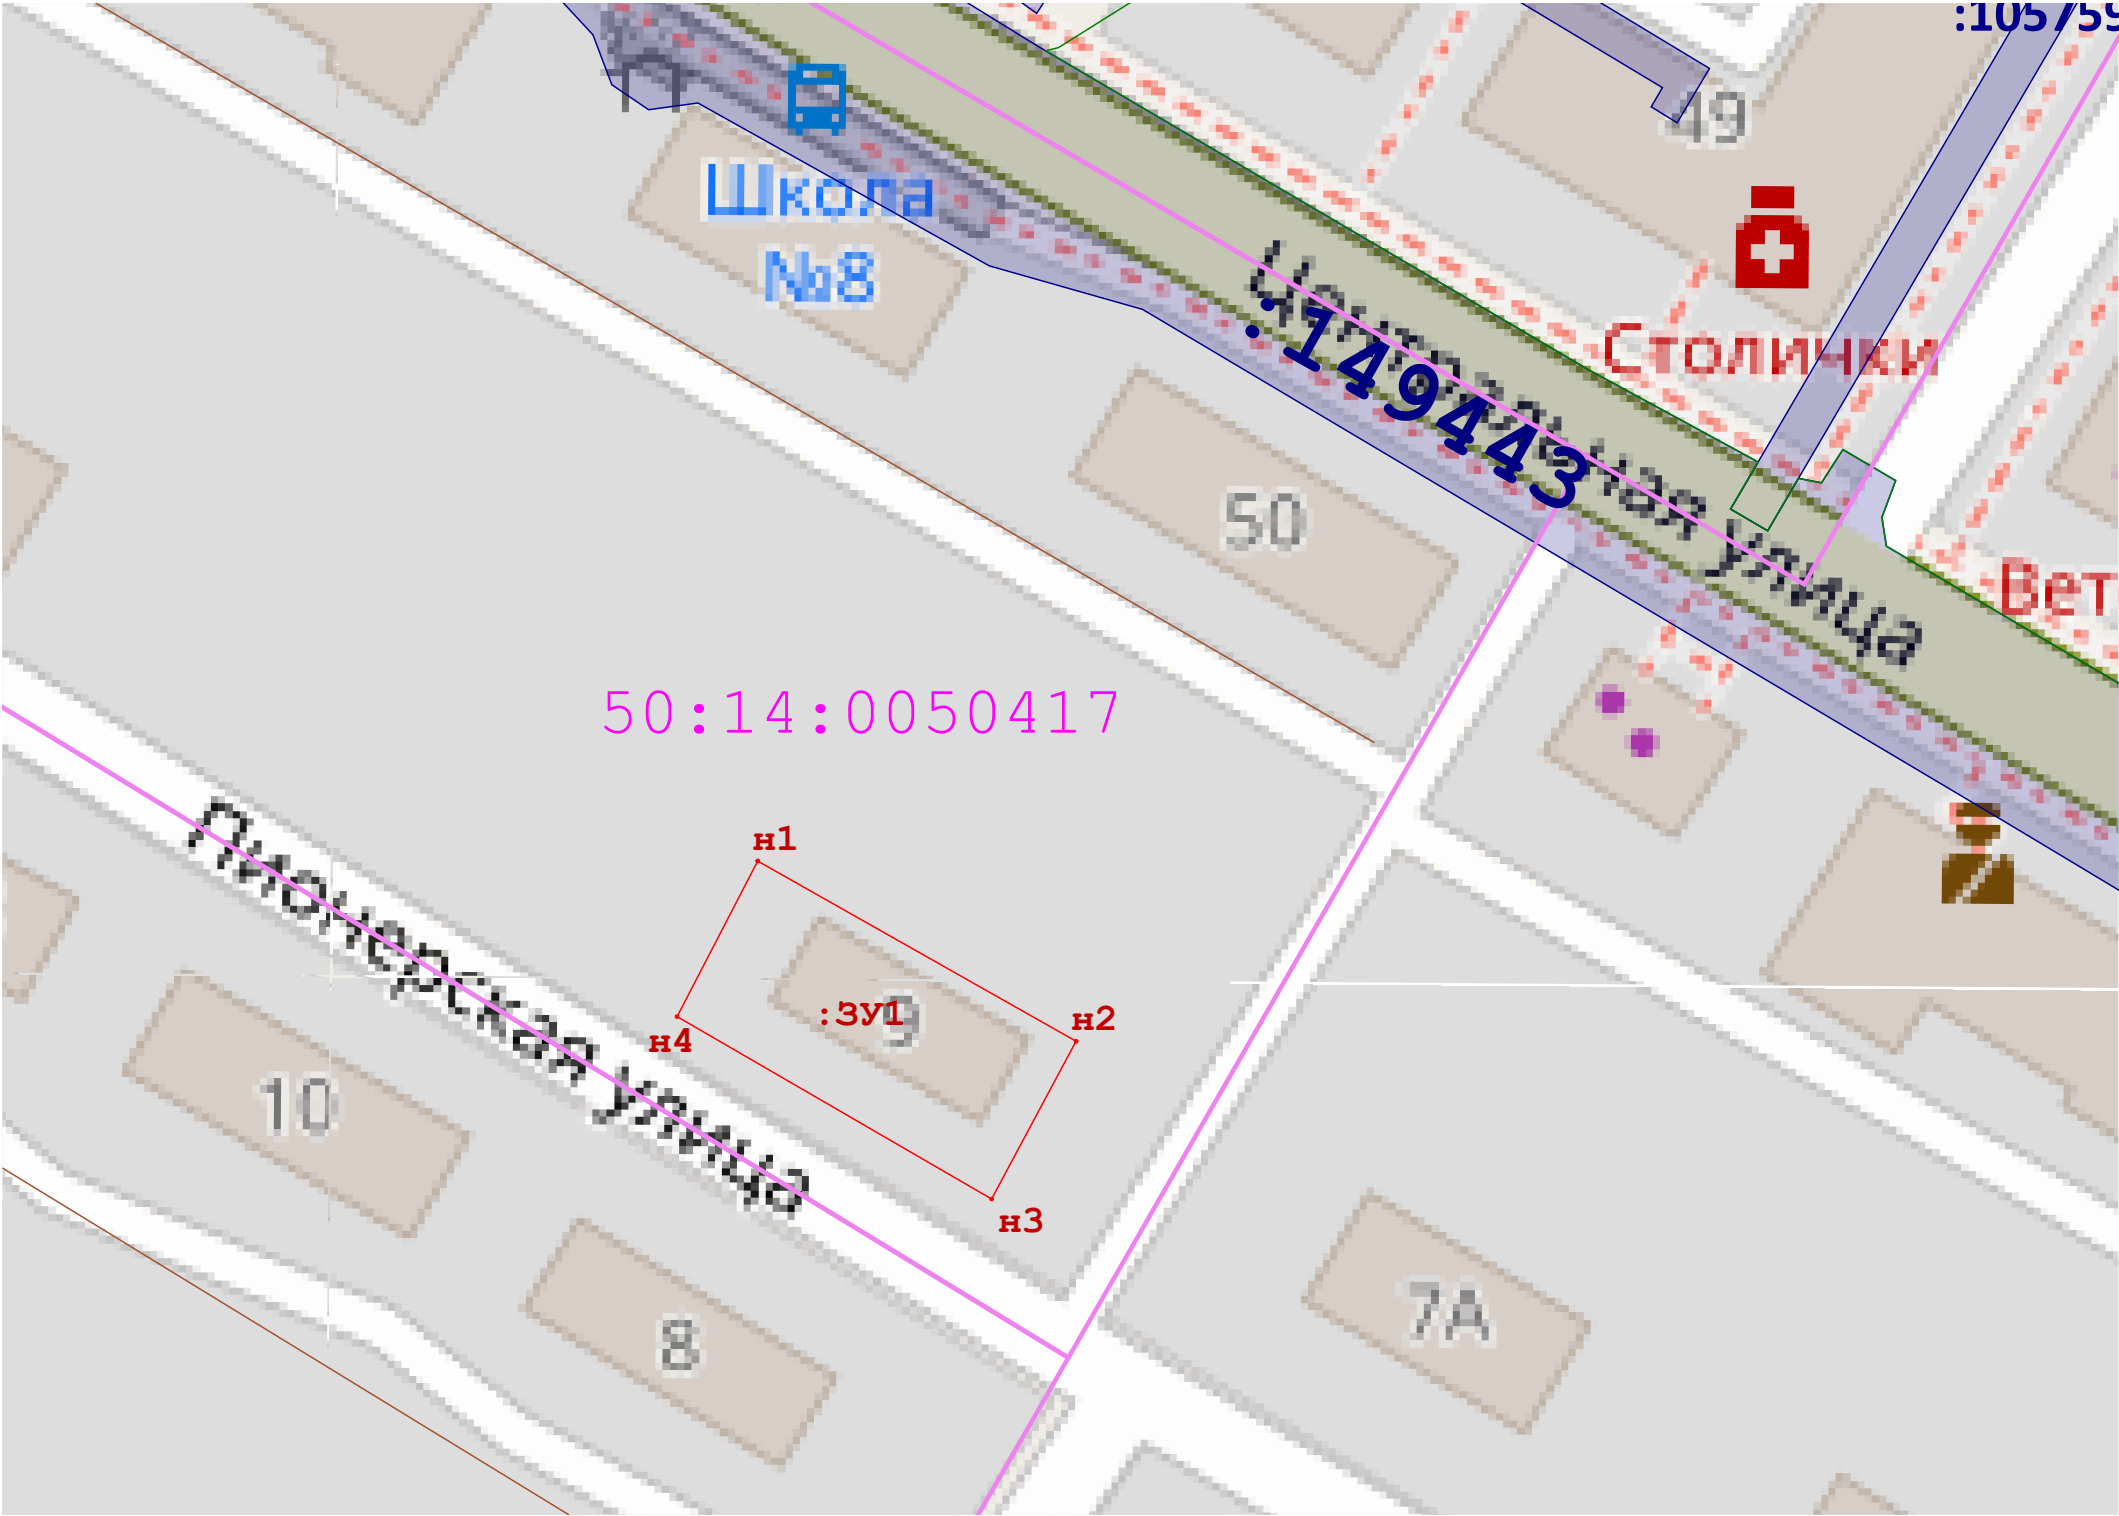 :105759
49
Школа
№8
Центральная улица
:149443
Столички
50
Вет
50:14:0050417
Пионерская улица
н1
:ЗУ1
9
н2
н4
10
н3
8
7А